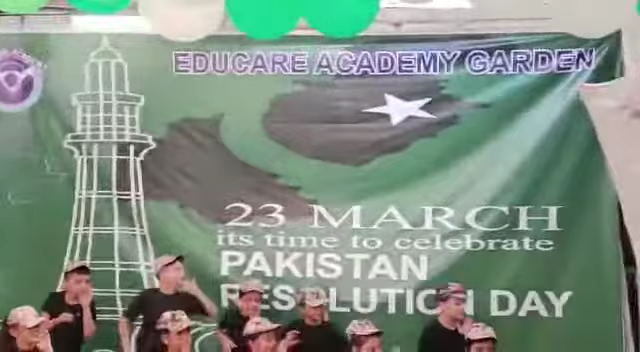 EDUCARE ACADEMY GARDEN
23 MARCH
its time to celebrate
PAKISTAN
RESOLUTION DAY